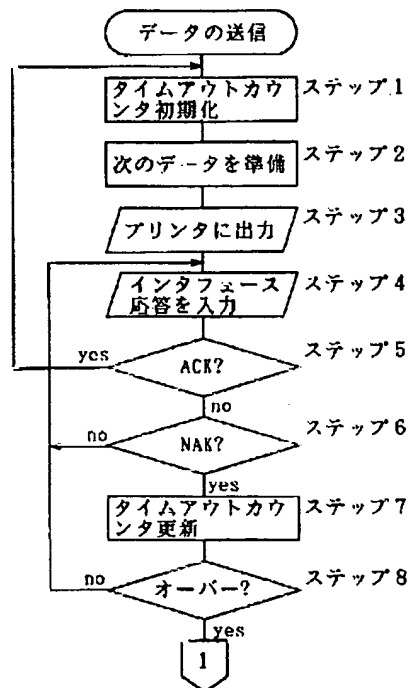 データの送信
タイムアウトカウ
ンタ初期化
ステップ1
次のデータを準備
ステップ2
プリンタに出力
ステップ3
インタフェース
応答を入力
ステップ4
yes
ACK?
ステップ5
no
no
NAK?
ステップ6
yes
タイムアウトカウ
ンタ更新
ステップ7
no
オーバー?
ステップ8
yes
1